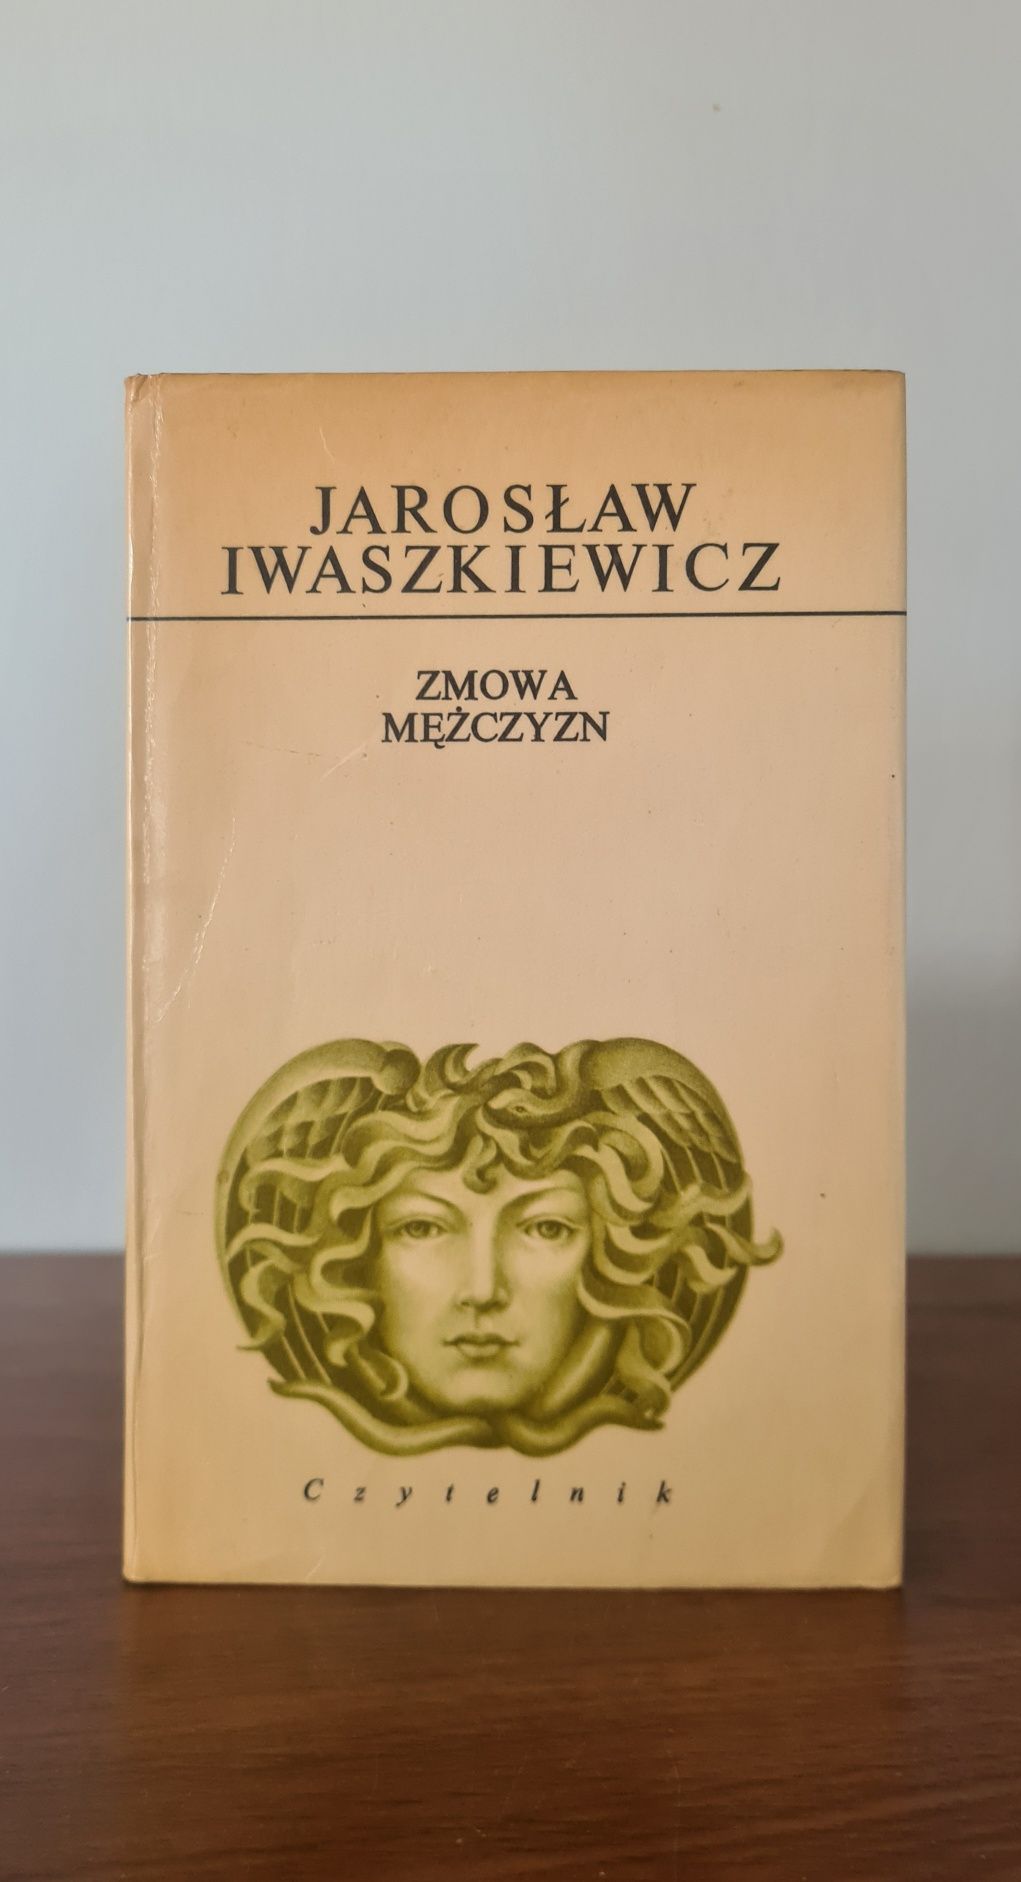 JAROSŁAW
IWASZKIEWICZ
ZMOWA
MĘŻCZYZN
Czytelnik